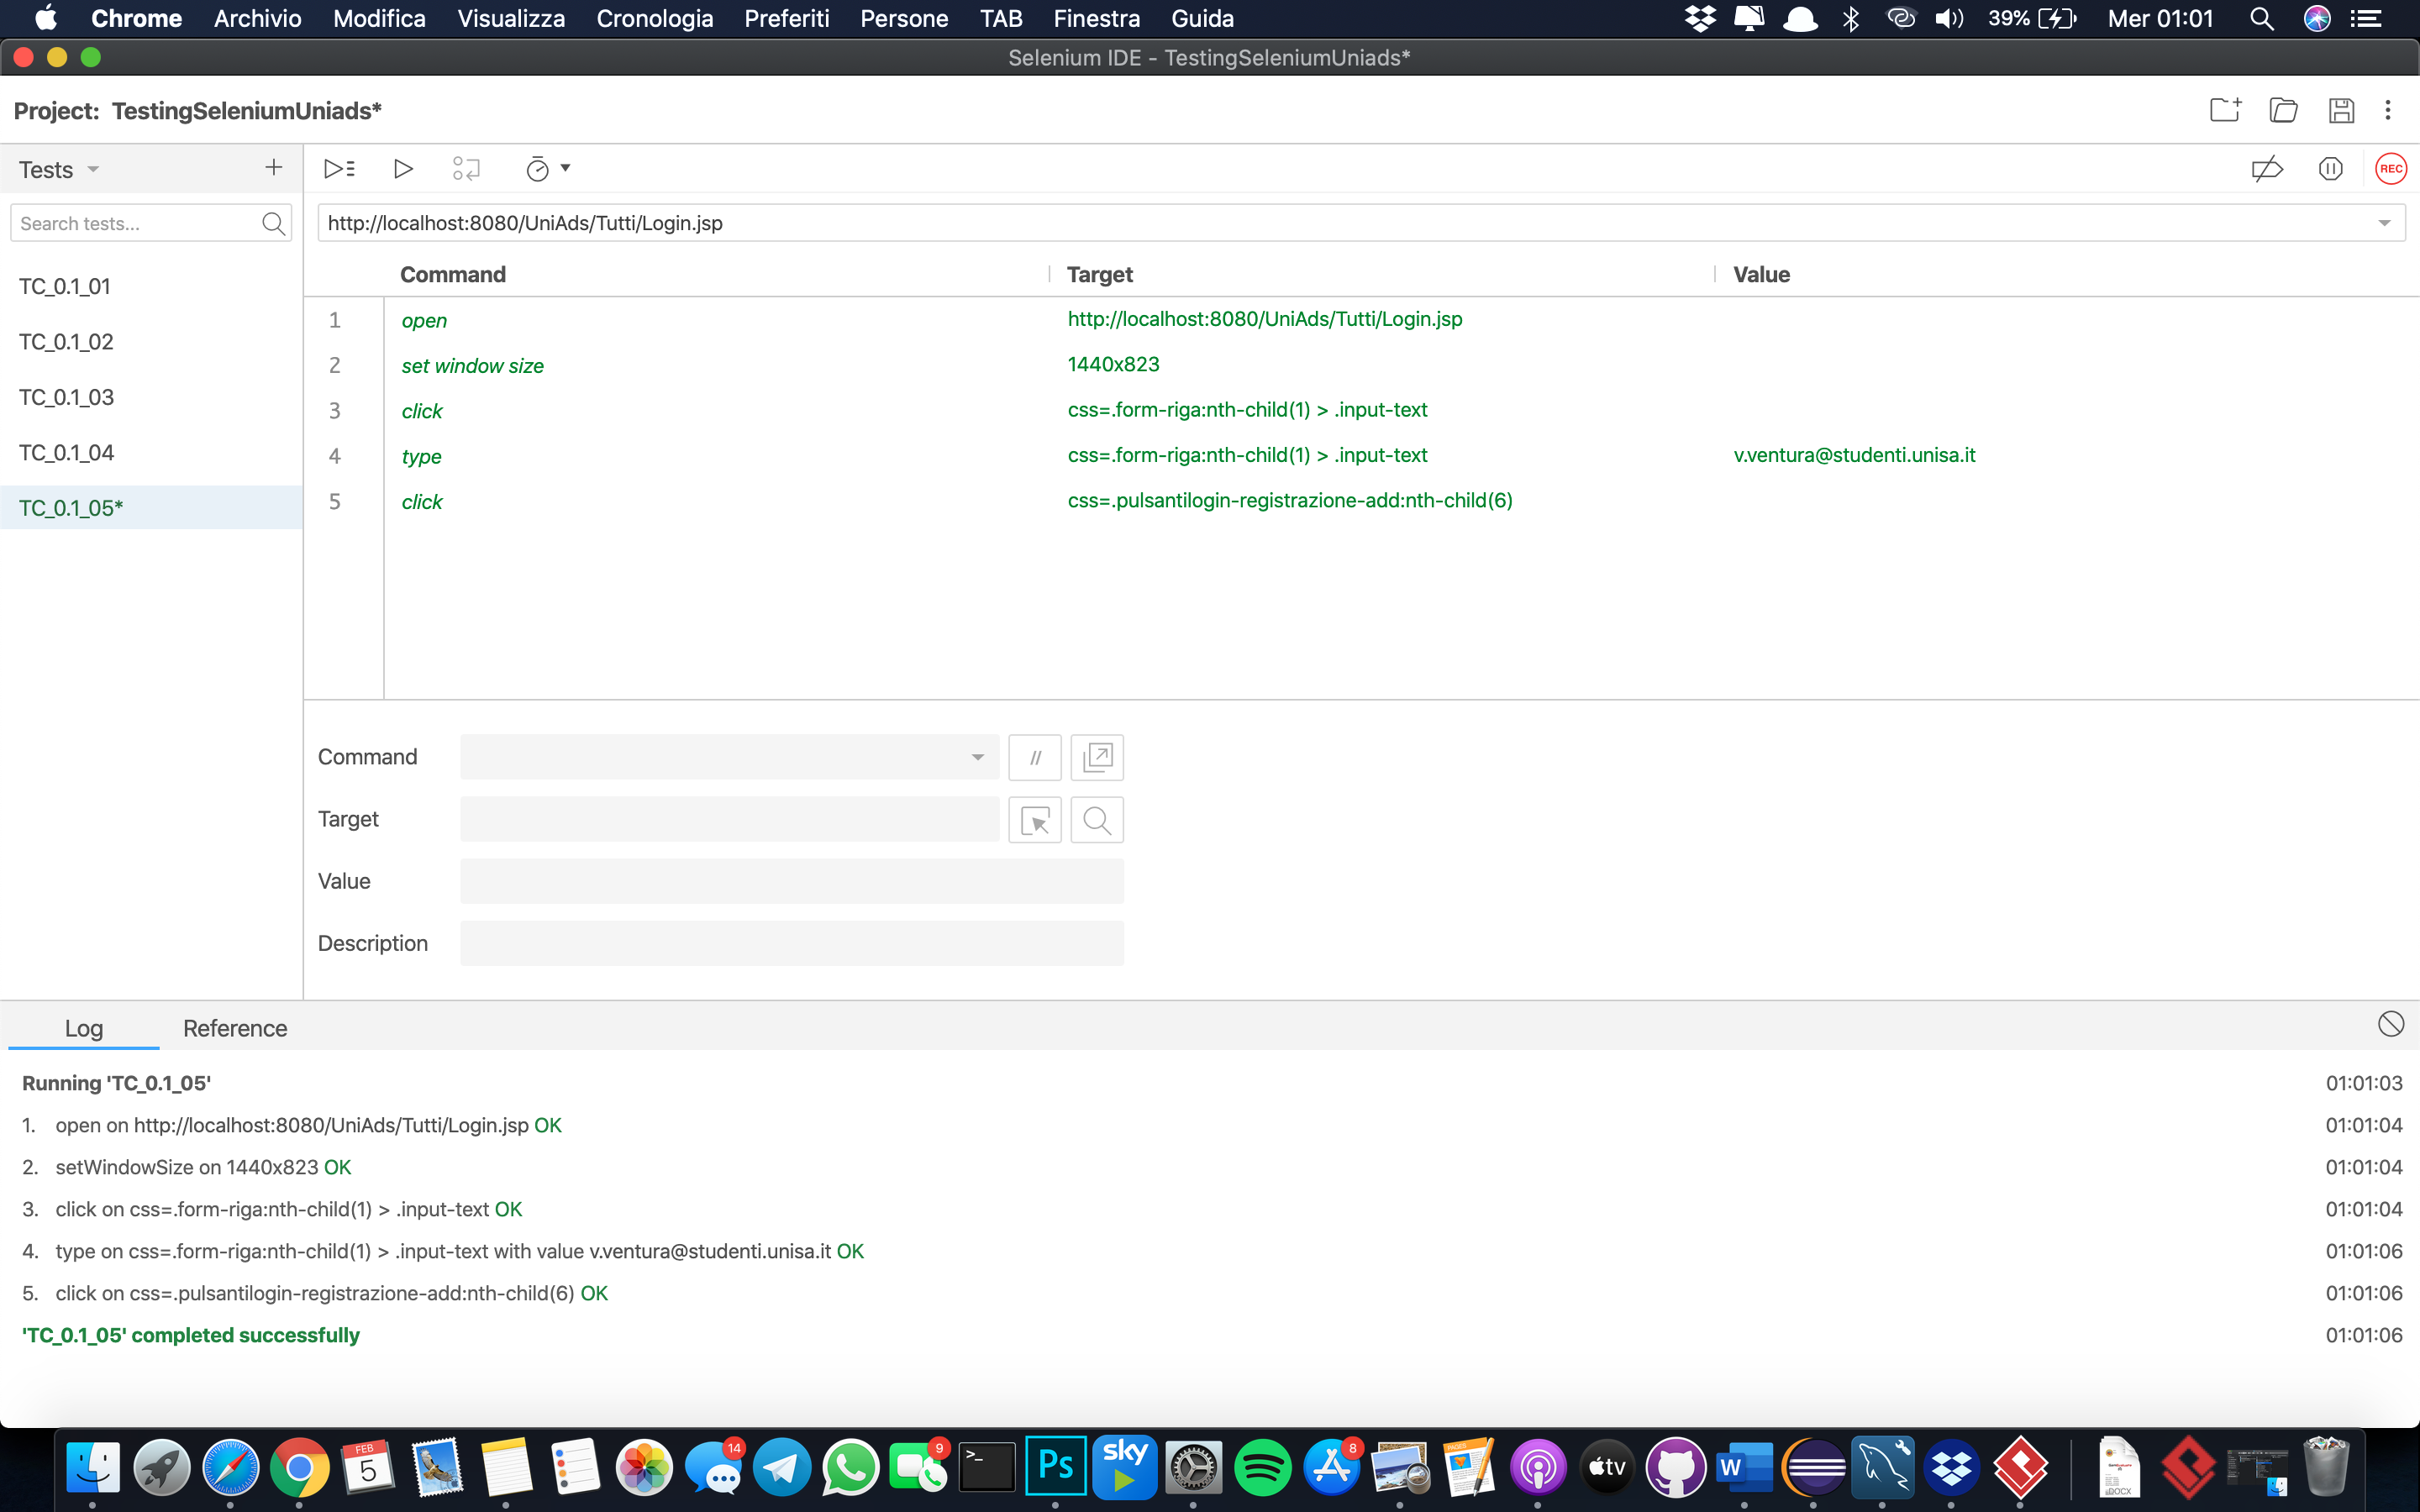 Chrome Archivio Modifica Visualizza Cronologia Preferiti Persone TAB Finestra Guida 39% Mer 01:01
Selenium IDE - TestingSeleniumUniads*
Project: TestingSeleniumUniads*
Tests
REC
Search tests...
http://localhost:8080/UniAds/Tutti/Login.jsp
Command Target Value
TC_0.1_01
TC_0.1_02
TC_0.1_03
TC_0.1_04
TC_0.1_05*
1 open http://localhost:8080/UniAds/Tutti/Login.jsp
2 set window size 1440x823
3 click css=.form-riga:nth-child(1) > .input-text
4 type css=.form-riga:nth-child(1) > .input-text v.ventura@studenti.unisa.it
5 click css=.pulsantilogin-registrazione-add:nth-child(6)
Command //
Target
Value
Description
Log Reference
Running 'TC_0.1_05' 01:01:03
1. open on http://localhost:8080/UniAds/Tutti/Login.jsp OK 01:01:04
2. setWindowSize on 1440x823 OK 01:01:04
3. click on css=.form-riga:nth-child(1) > .input-text OK 01:01:04
4. type on css=.form-riga:nth-child(1) > .input-text with value v.ventura@studenti.unisa.it OK 01:01:06
5. click on css=.pulsantilogin-registrazione-add:nth-child(6) OK 01:01:06
'TC_0.1_05' completed successfully 01:01:06
FEB 5 14 9 >_ Ps sky 8 PAGES tv W DOCX